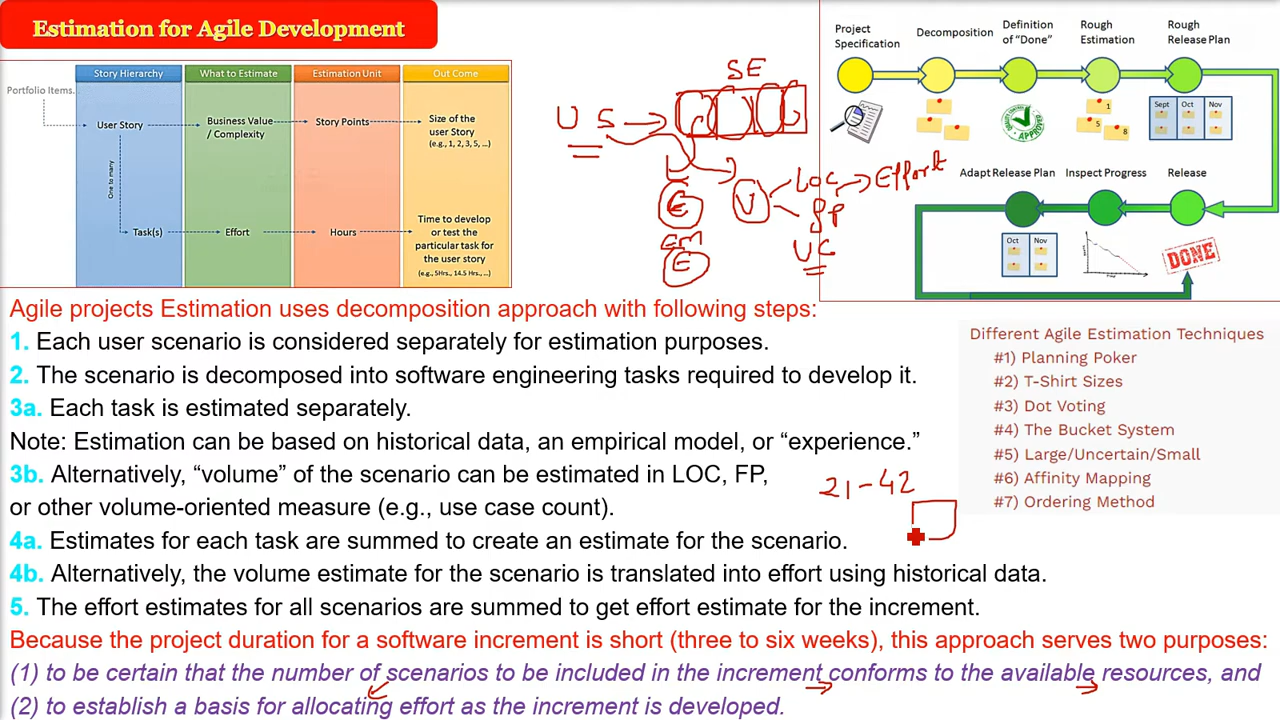 Estimation for Agile Development
Story Hierarchy
What to Estimate
Estimation Unit
Out Come
Portfolio Items.
User Story
Business Value
/ Complexity
Story Points
Size of the
user Story
(e.g., 1, 2, 3, 5, ...)
One to many
Task(s)
Effort
Hours
Time to develop
or test the
particular task for
the user story
(e.g., 5Hrs., 14.5 Hrs., ...)
SE
U S
E
EM
E
V
LOC
FP
UC
Effort
Project
Specification
Decomposition
Definition
of "Done"
Rough
Estimation
Rough
Release Plan
1
5
8
APPROVED
Sept Oct Nov
Adapt Release Plan
Inspect Progress
Release
Oct Nov
DONE
Agile projects Estimation uses decomposition approach with following steps:
1. Each user scenario is considered separately for estimation purposes.
2. The scenario is decomposed into software engineering tasks required to develop it.
3a. Each task is estimated separately.
Note: Estimation can be based on historical data, an empirical model, or “experience.”
3b. Alternatively, “volume” of the scenario can be estimated in LOC, FP,
or other volume-oriented measure (e.g., use case count).
4a. Estimates for each task are summed to create an estimate for the scenario.
4b. Alternatively, the volume estimate for the scenario is translated into effort using historical data.
5. The effort estimates for all scenarios are summed to get effort estimate for the increment.
Because the project duration for a software increment is short (three to six weeks), this approach serves two purposes:
(1) to be certain that the number of scenarios to be included in the increment conforms to the available resources, and
(2) to establish a basis for allocating effort as the increment is developed.
Different Agile Estimation Techniques
#1) Planning Poker
#2) T-Shirt Sizes
#3) Dot Voting
#4) The Bucket System
#5) Large/Uncertain/Small
#6) Affinity Mapping
#7) Ordering Method
21-42